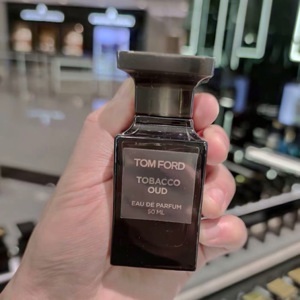 TOM FORD
TOBACCO
OUD
EAU DE PARFUM
50 ML